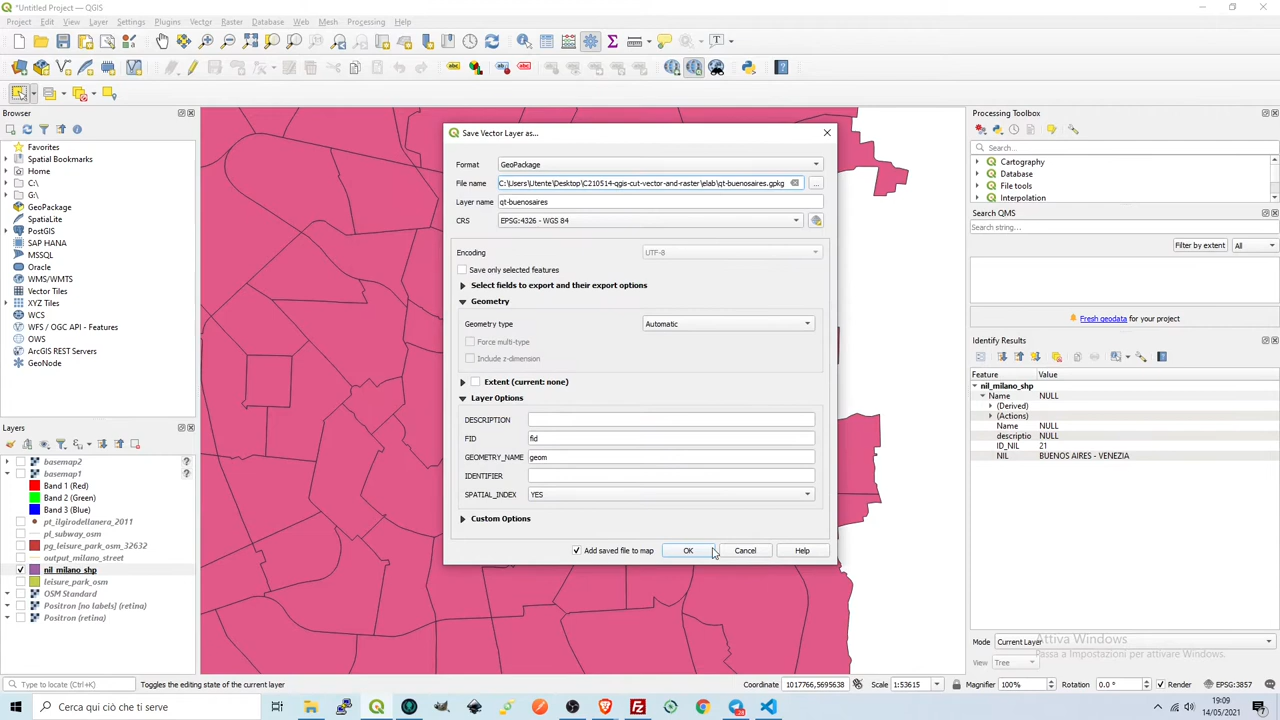 *Untitled Project — QGIS
Project Edit View Layer Settings Plugins Vector Raster Database Web Mesh Processing Help
Browser
Favorites
Spatial Bookmarks
Home
C:\
G:\
GeoPackage
SpatiaLite
PostGIS
SAP HANA
MSSQL
Oracle
WMS/WMTS
Vector Tiles
XYZ Tiles
WCS
WFS / OGC API - Features
OWS
ArcGIS REST Servers
GeoNode
Layers
basemap2
basemap1
Band 1 (Red)
Band 2 (Green)
Band 3 (Blue)
pt_ilgirodellanera_2011
pl_subway_osm
pg_leisure_park_osm_32632
output_milano_street
nil_milano_shp
leisure_park_osm
OSM Standard
Positron [no labels] (retina)
Positron (retina)
Save Vector Layer as...
Format GeoPackage
File name C:\Users\Utente\Desktop\C210514-qgis-cut-vector-and-raster\elab\qt-buenosaires.gpkg
Layer name qt-buenosaires
CRS EPSG:4326 - WGS 84
Encoding UTF-8
Save only selected features
Select fields to export and their export options
Geometry
Geometry type Automatic
Force multi-type
Include z-dimension
Extent (current: none)
Layer Options
DESCRIPTION
FID fid
GEOMETRY_NAME geom
IDENTIFIER
SPATIAL_INDEX YES
Custom Options
Add saved file to map OK Cancel Help
Processing Toolbox
Search...
Cartography
Database
File tools
Interpolation
Search QMS
Search string...
Filter by extent All
Fresh geodata for your project
Identify Results
Feature Value
nil_milano_shp
Name NULL
(Derived)
(Actions)
Name NULL
descriptio NULL
ID_NIL 21
NIL BUENOS AIRES - VENEZIA
Mode Current Layer
View Tree
Attiva Windows
Passa a Impostazioni per attivare Windows.
Type to locate (Ctrl+K) Toggles the editing state of the current layer Coordinate 1017766,5695638 Scale 1:53615 Magnifier 100% Rotation 0.0 ° Render EPSG:3857
Cerca qui ciò che ti serve
19:09
14/05/2021